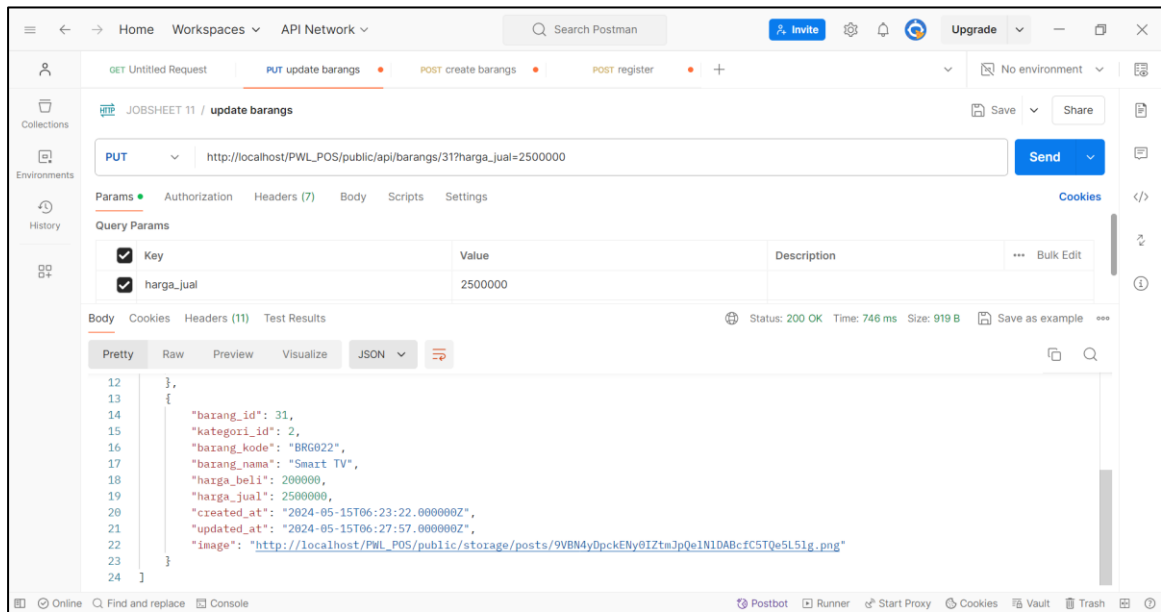 Home Workspaces API Network Search Postman Invite Upgrade
GET Untitled Request PUT update barangs POST create barangs POST register No environment
HTTP JOBSHEET 11 / update barangs Save Share
Collections
PUT http://localhost/PWL_POS/public/api/barangs/31?harga_jual=2500000 Send
Environments
Params Authorization Headers (7) Body Scripts Settings Cookies
History
Query Params
Key Value Description Bulk Edit
harga_jual 2500000
Body Cookies Headers (11) Test Results Status: 200 OK Time: 746 ms Size: 919 B Save as example
Pretty Raw Preview Visualize JSON
12 },
13 {
14 "barang_id": 31,
15 "kategori_id": 2,
16 "barang_kode": "BRG022",
17 "barang_nama": "Smart TV",
18 "harga_beli": 200000,
19 "harga_jual": 2500000,
20 "created_at": "2024-05-15T06:23:22.000000Z",
21 "updated_at": "2024-05-15T06:27:57.000000Z",
22 "image": "http://localhost/PWL_POS/public/storage/posts/9VBN4yDpckENy0IZtmJpQelNlDABcfC5TQe5L5lg.png"
23 }
24 ]
Online Find and replace Console Postbot Runner Start Proxy Cookies Vault Trash